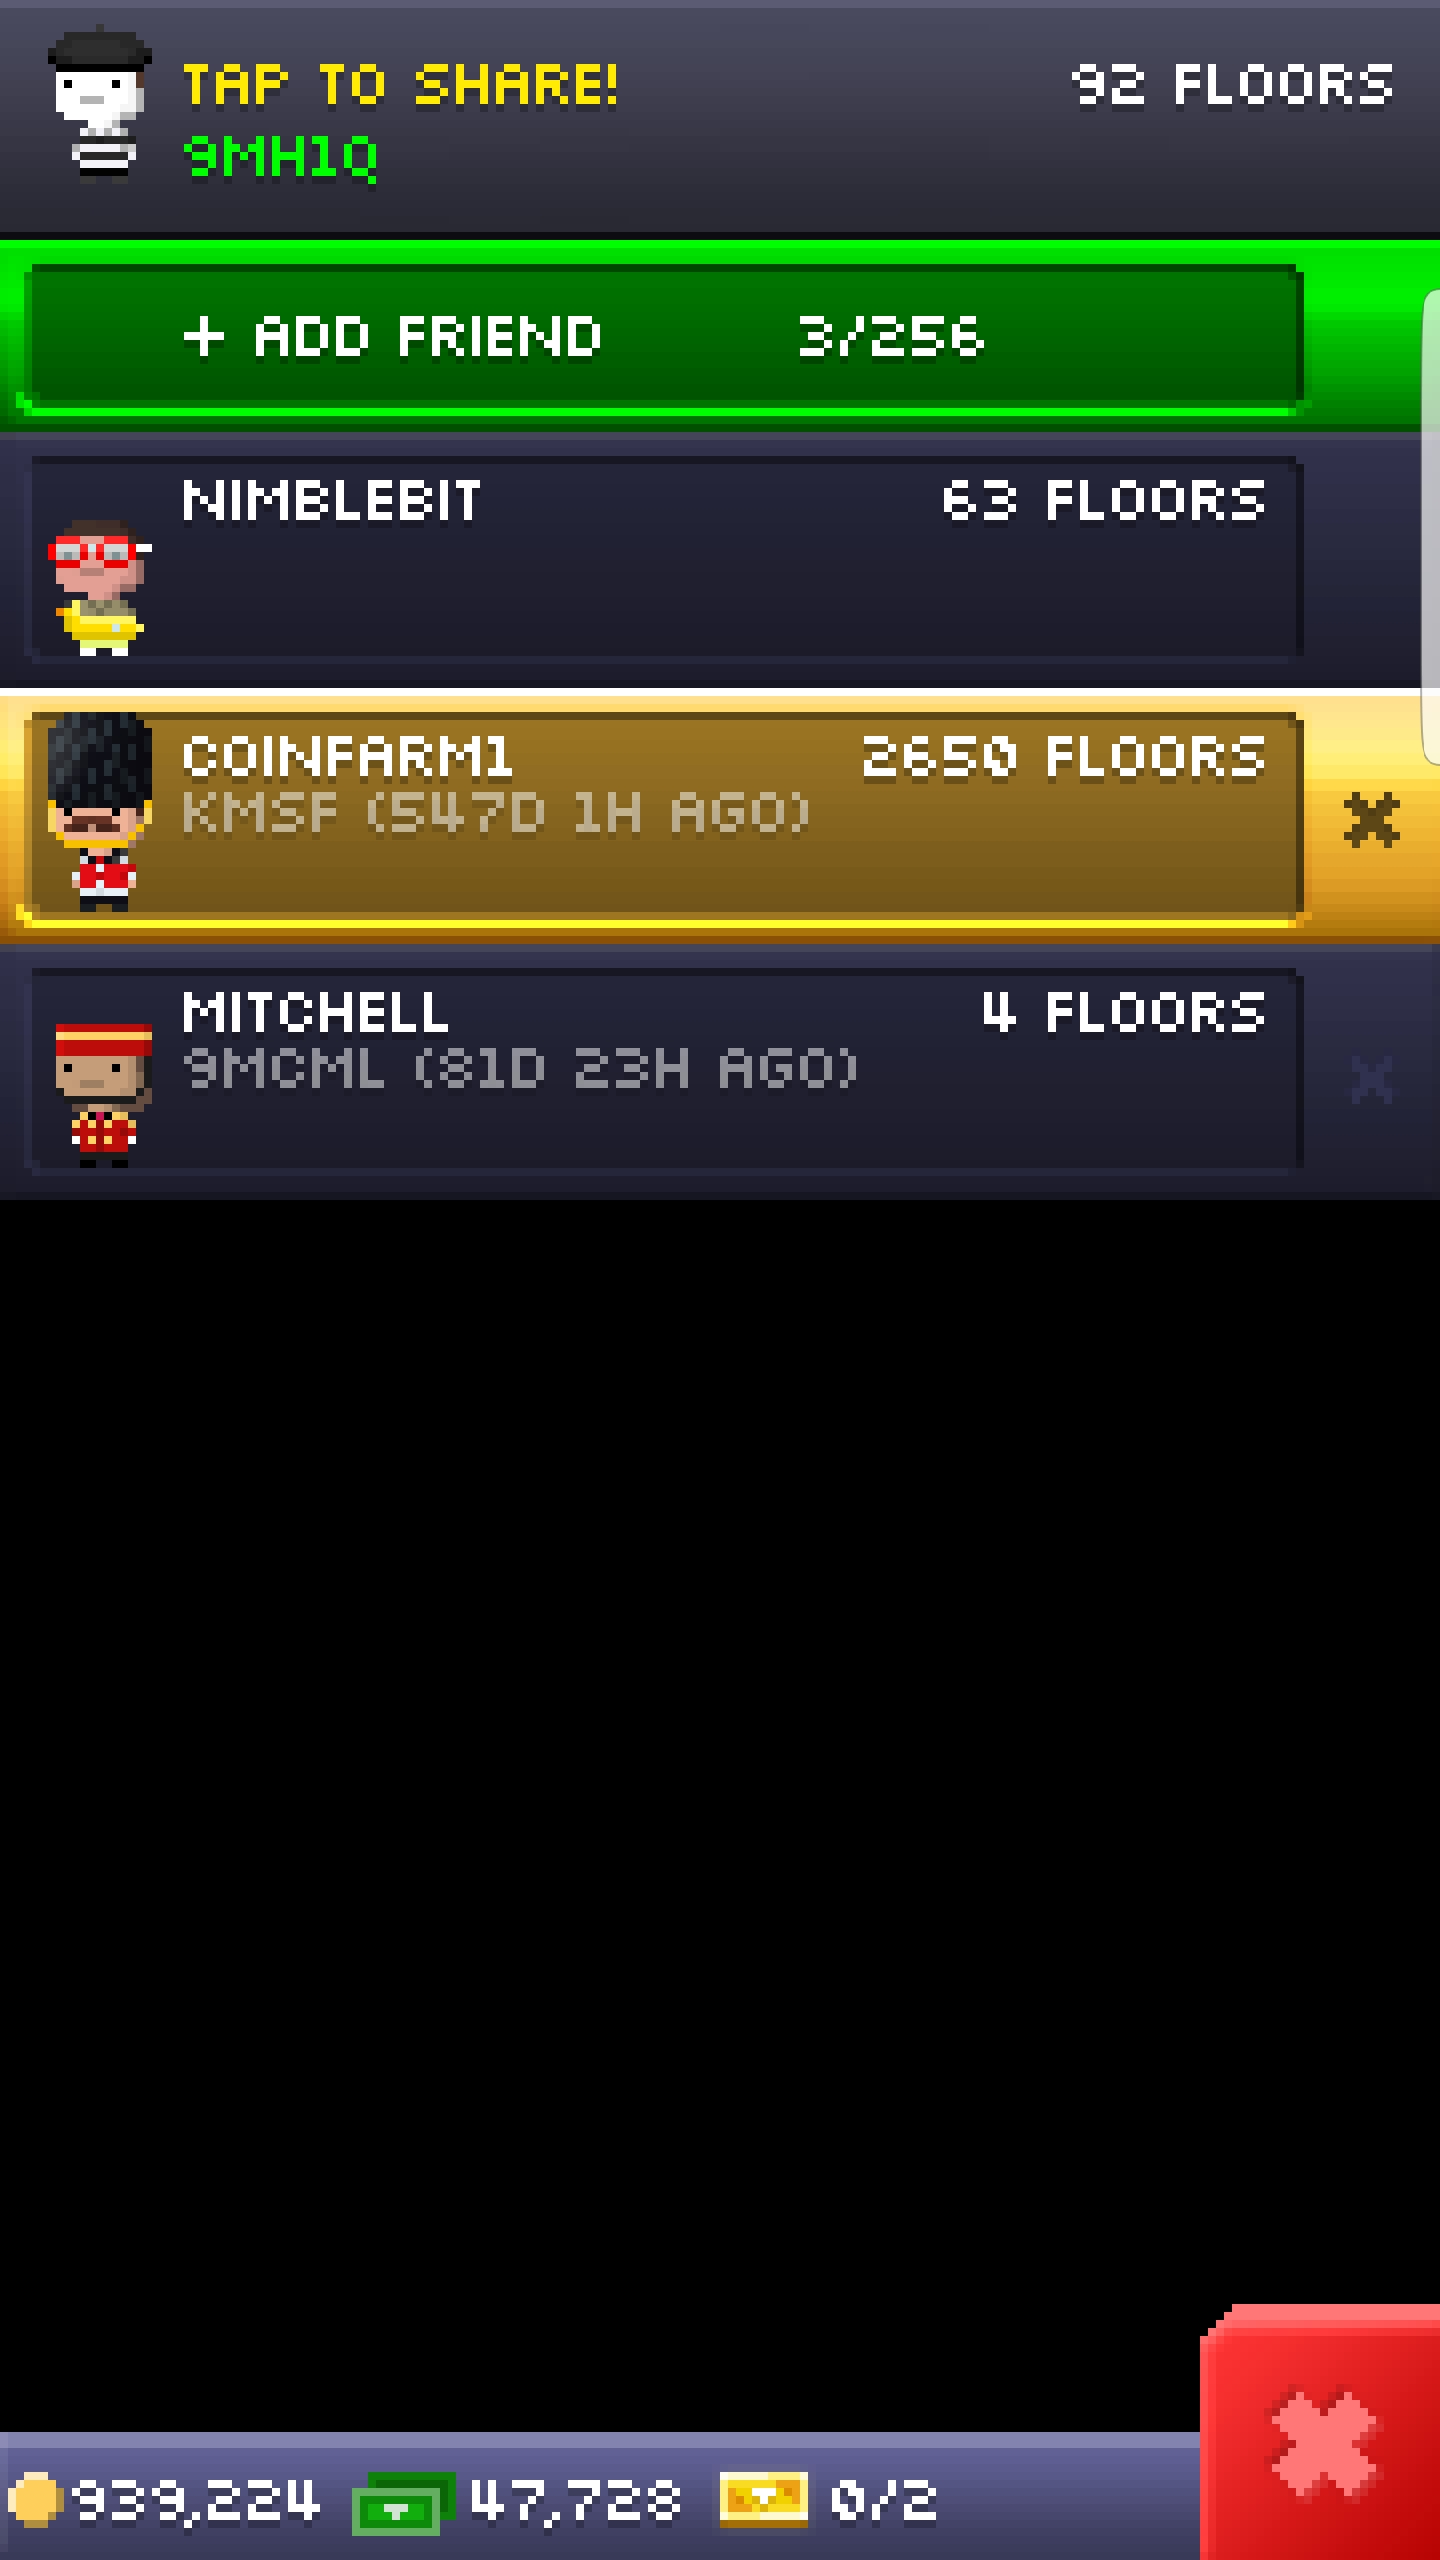 TAP TO SHARE! 92 FLOORS
9MH1Q
+ ADD FRIEND 3/256
NIMBLEBIT 63 FLOORS
COINFARM1 2650 FLOORS
KMSF (547D 1H AGO)
MITCHELL 4 FLOORS
9MCML (81D 23H AGO)
939,224 47,728 0/2